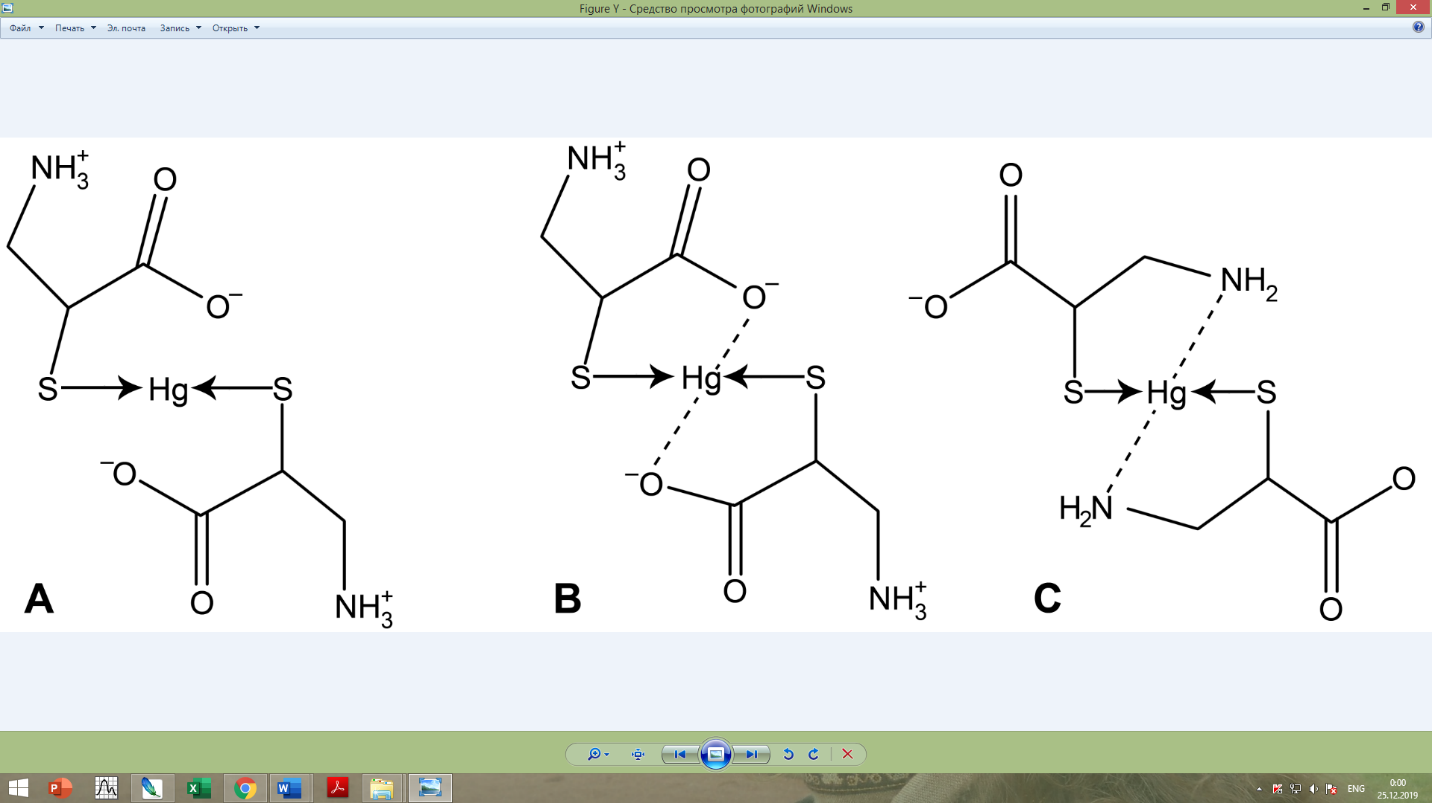 Figure Y - Средство просмотра фотографий Windows
Файл Печать Эл. почта Запись Открыть
NH3+ O NH3+ O O
O− O− −O NH2
S Hg S S Hg S S Hg S
−O −O H2N O
A O NH3+ B O NH3+ C O
ENG 0:00
25.12.2019